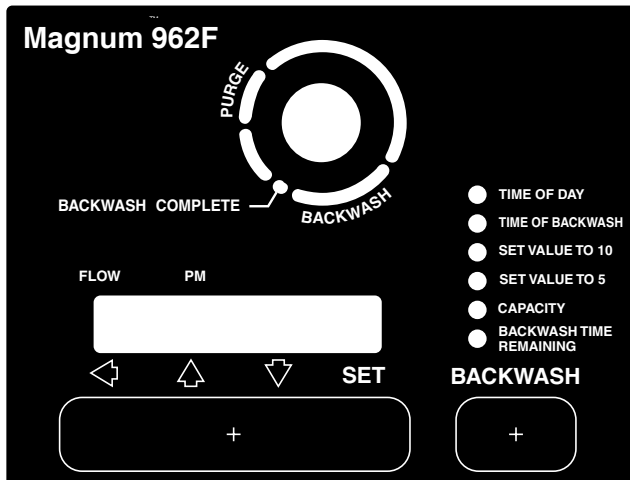 Magnum™ 962F
PURGE
BACKWASH
BACKWASH COMPLETE
TIME OF DAY
TIME OF BACKWASH
SET VALUE TO 10
SET VALUE TO 5
CAPACITY
BACKWASH TIME
REMAINING
FLOW PM
SET
BACKWASH